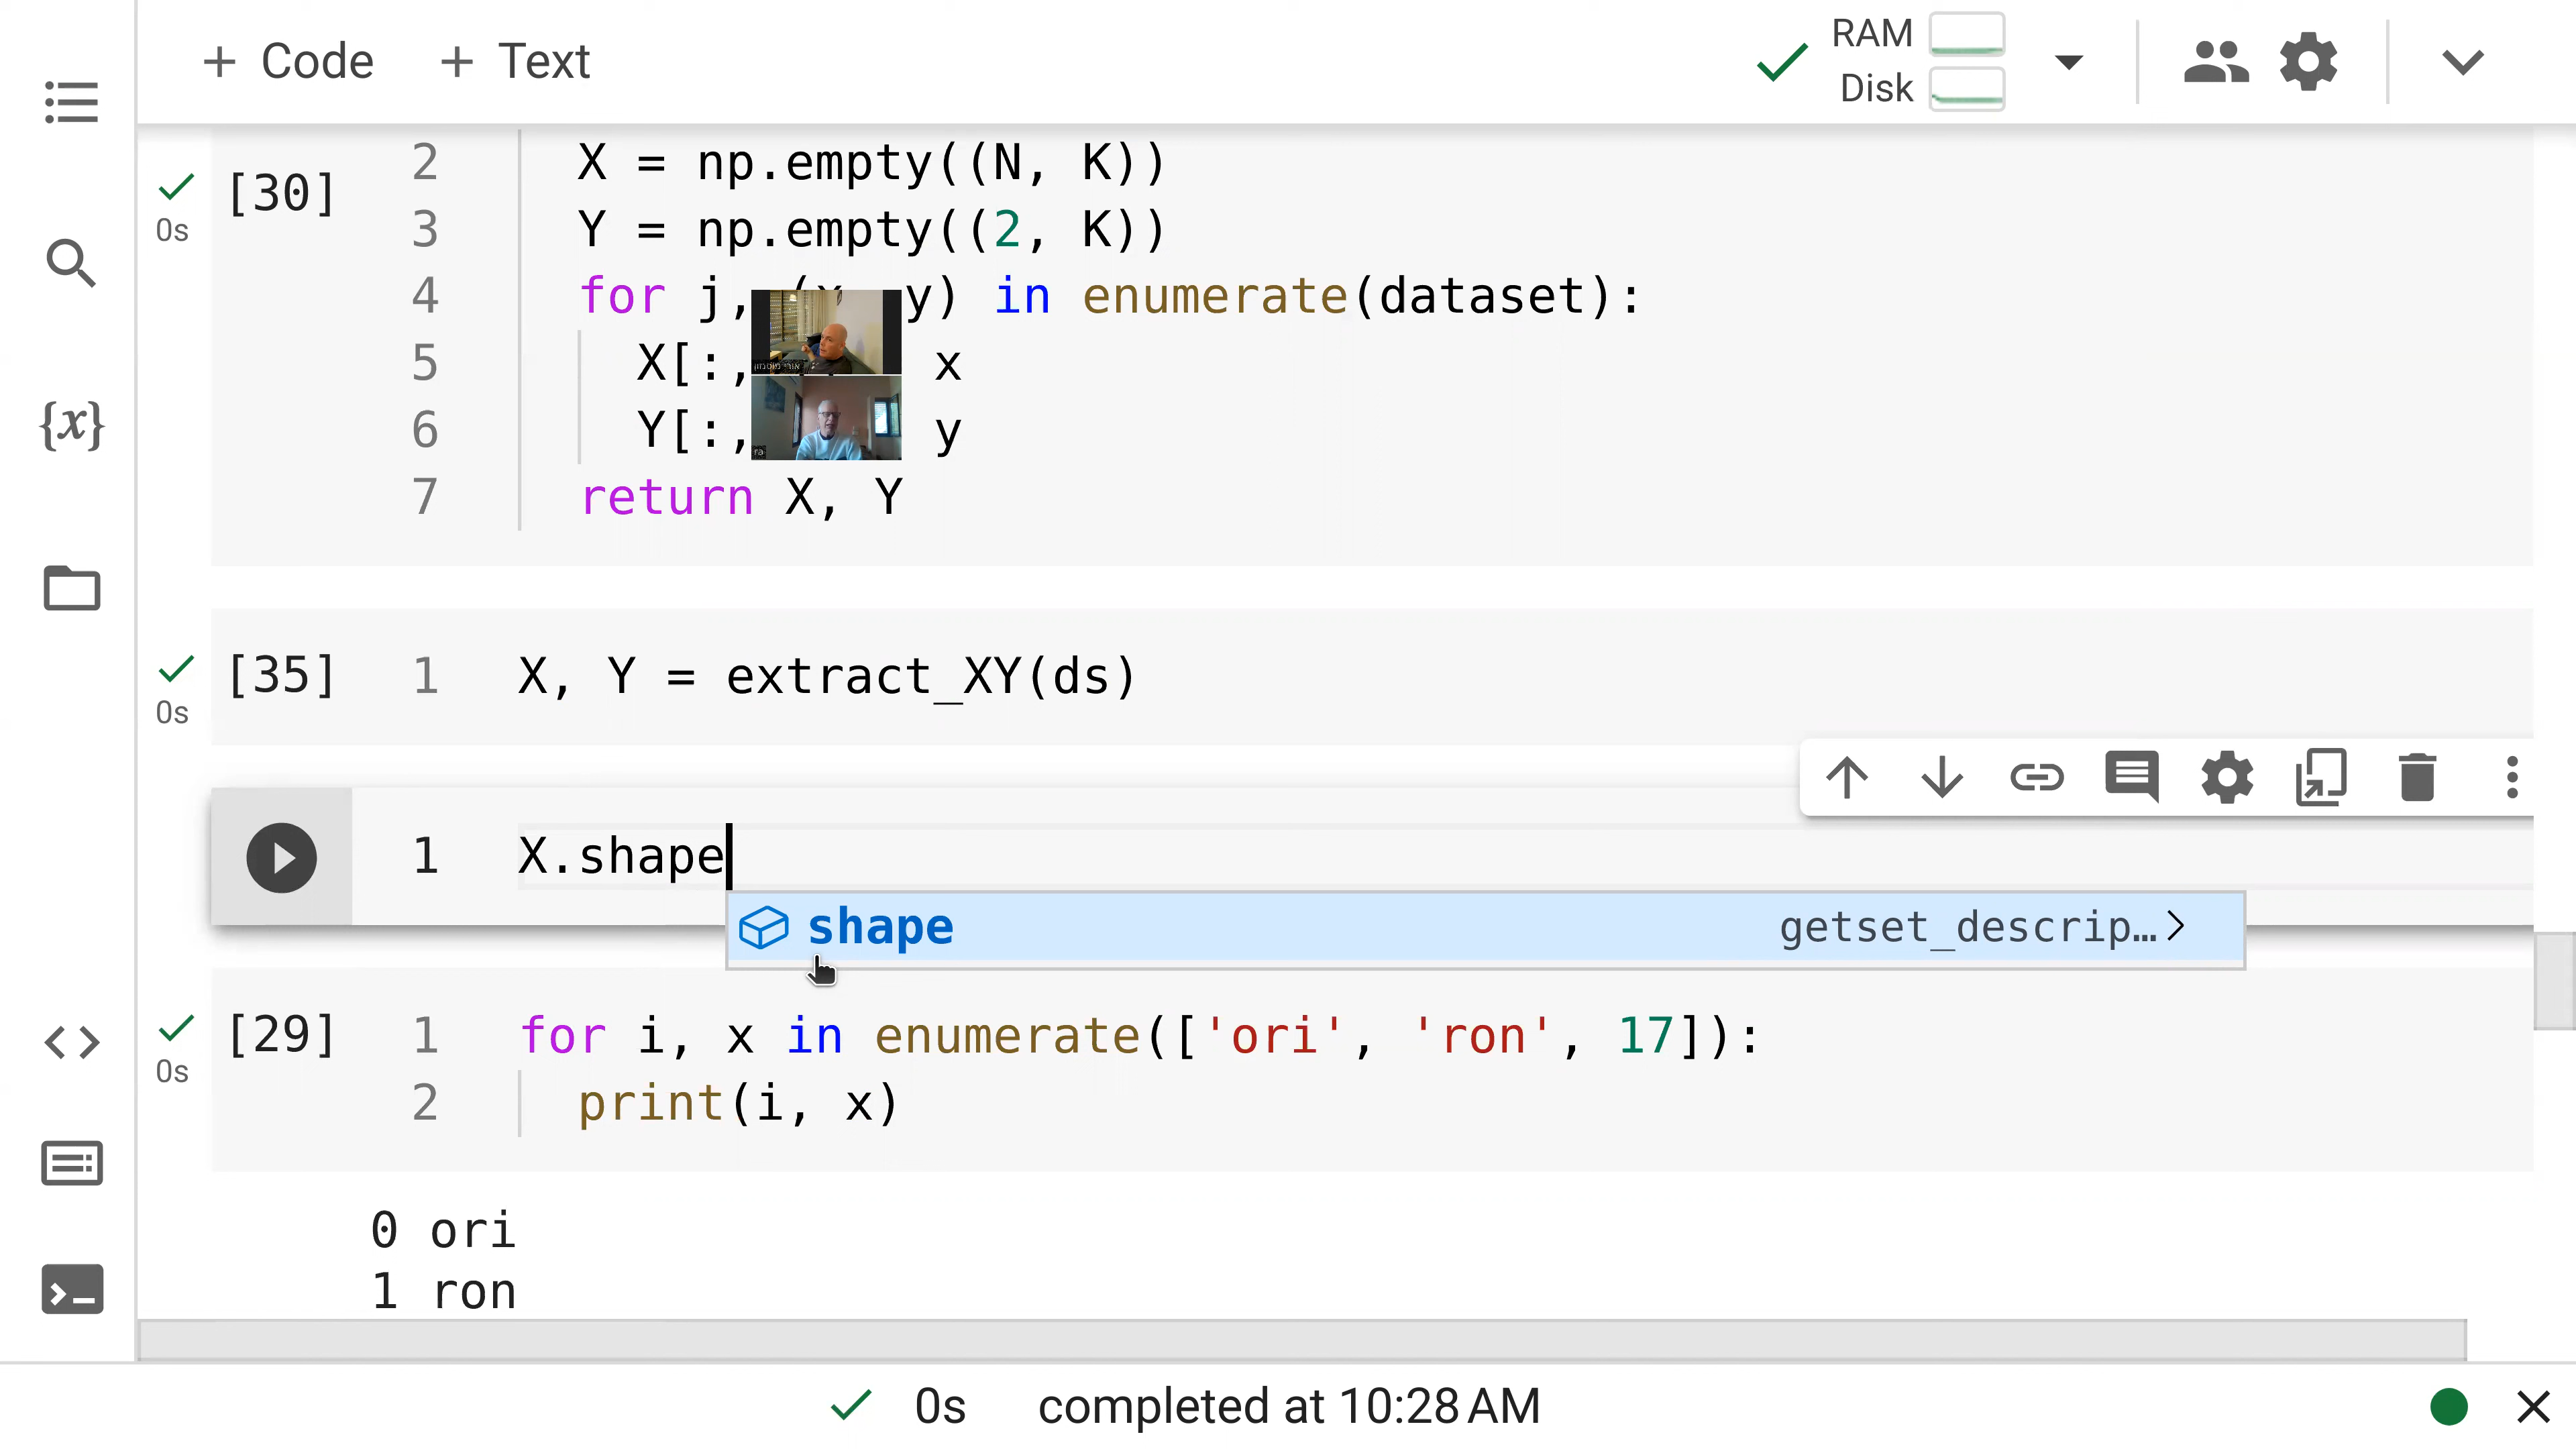 + Code + Text
RAM
Disk
{x}
[30]
0s
2 X = np.empty((N, K))
3 Y = np.empty((2, K))
4 for j, (x y) in enumerate(dataset):
5 X[:, x
6 Y[:, y
7 return X, Y
[35] 1 X, Y = extract_XY(ds)
0s
1 X.shape
shape getset_descrip…
[29] 1 for i, x in enumerate(['ori', 'ron', 17]):
0s
2 print(i, x)
0 ori
1 ron
0s completed at 10:28 AM